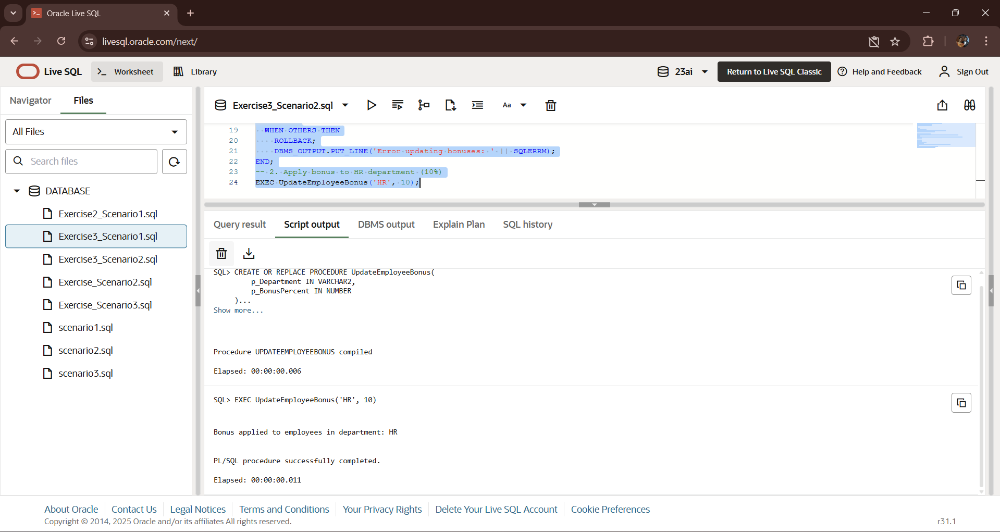 Oracle Live SQL
livesql.oracle.com/next/
Live SQL
Worksheet
Library
23ai
Return to Live SQL Classic
Help and Feedback
Sign Out
Navigator
Files
All Files
Search files
DATABASE
Exercise2_Scenario1.sql
Exercise3_Scenario1.sql
Exercise3_Scenario2.sql
Exercise_Scenario2.sql
Exercise_Scenario3.sql
scenario1.sql
scenario2.sql
scenario3.sql
Exercise3_Scenario2.sql
Aa
19 WHEN OTHERS THEN
20 ROLLBACK;
21 DBMS_OUTPUT.PUT_LINE('Error updating bonuses: ' || SQLERRM);
22 END;
23 -- 2. Apply bonus to HR department (10%)
24 EXEC UpdateEmployeeBonus('HR', 10);
Query result
Script output
DBMS output
Explain Plan
SQL history
SQL> CREATE OR REPLACE PROCEDURE UpdateEmployeeBonus(
p_Department IN VARCHAR2,
p_BonusPercent IN NUMBER
)...
Show more...
Procedure UPDATEEMPLOYEEBONUS compiled
Elapsed: 00:00:00.006
SQL> EXEC UpdateEmployeeBonus('HR', 10)
Bonus applied to employees in department: HR
PL/SQL procedure successfully completed.
Elapsed: 00:00:00.011
About Oracle
Contact Us
Legal Notices
Terms and Conditions
Your Privacy Rights
Delete Your Live SQL Account
Cookie Preferences
Copyright © 2014, 2025 Oracle and/or its affiliates All rights reserved.
r31.1